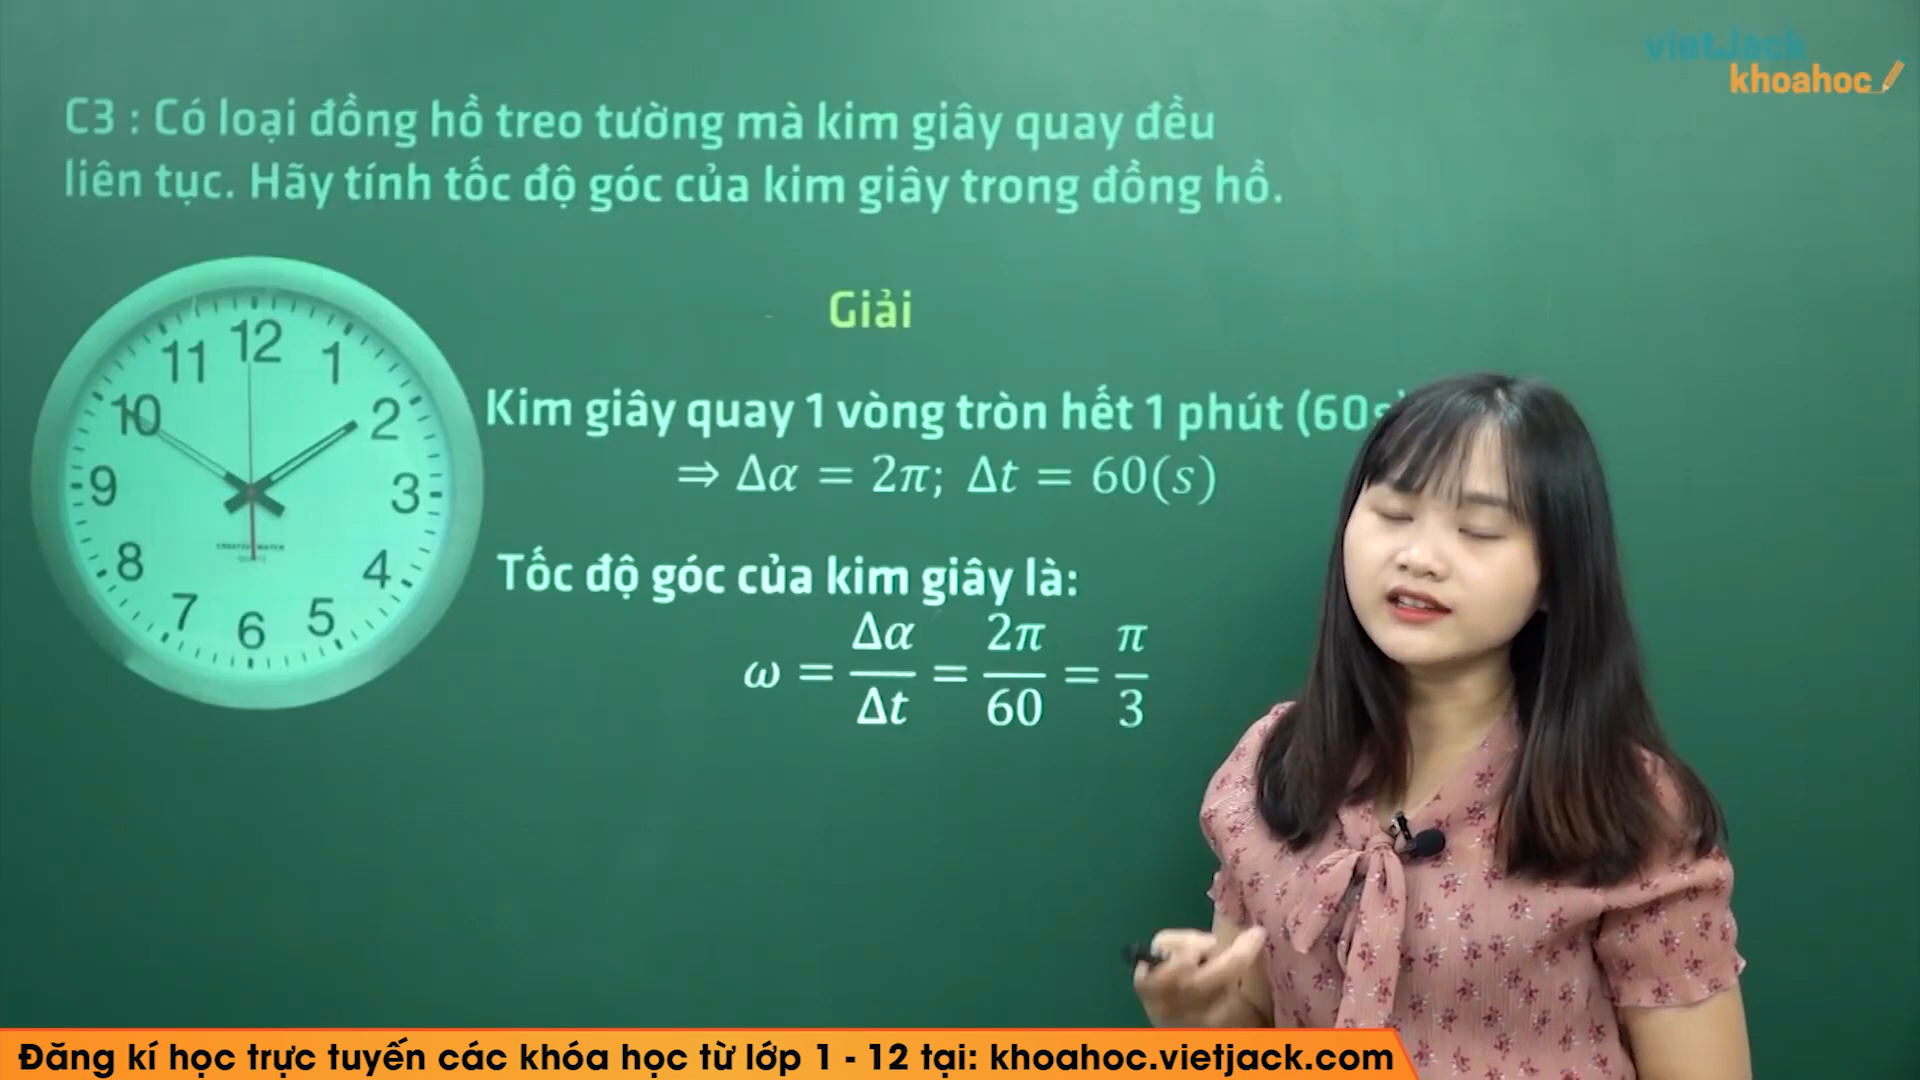 vietJack
khoahoc
C3 : Có loại đồng hồ treo tường mà kim giây quay đều
liên tục. Hãy tính tốc độ góc của kim giây trong đồng hồ.
Giải
12
11 1
10 2
9 3
8 4
7 5
6
Kim giây quay 1 vòng tròn hết 1 phút (60s
⇒ Δα = 2π; Δt = 60(s)
Tốc độ góc của kim giây là:
ω = Δα/Δt = 2π/60 = π/3
Đăng kí học trực tuyến các khóa học từ lớp 1 - 12 tại: khoahoc.vietjack.com